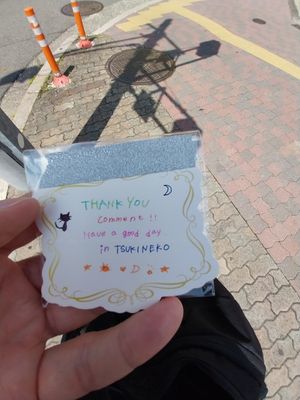 THANK YOU
comment!!
Have a good day
in TSUKINEKO